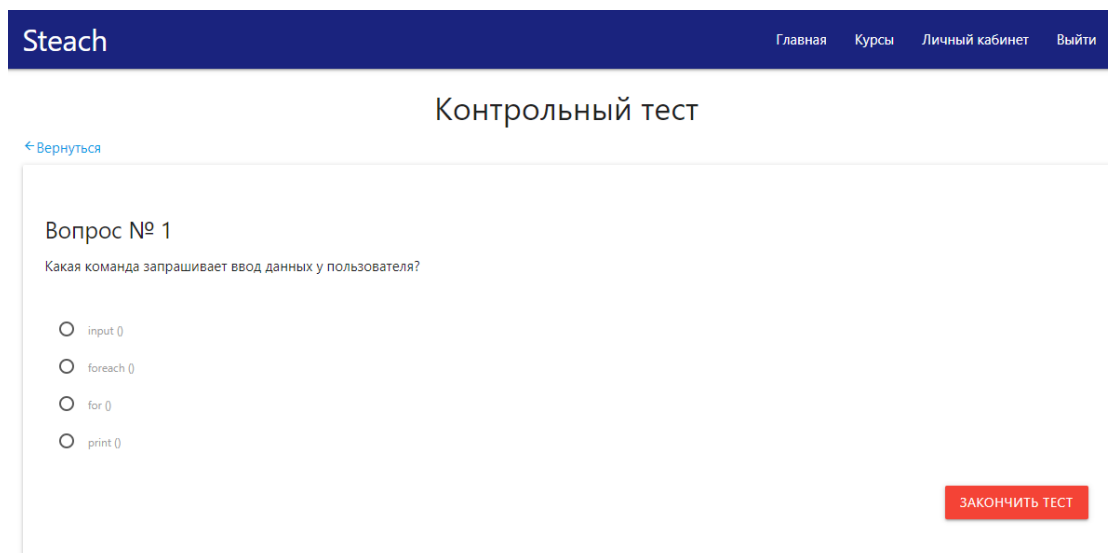 Steach
Главная Курсы Личный кабинет Выйти
Контрольный тест
←Вернуться
Вопрос № 1
Какая команда запрашивает ввод данных у пользователя?
input ()
foreach ()
for ()
print ()
ЗАКОНЧИТЬ ТЕСТ